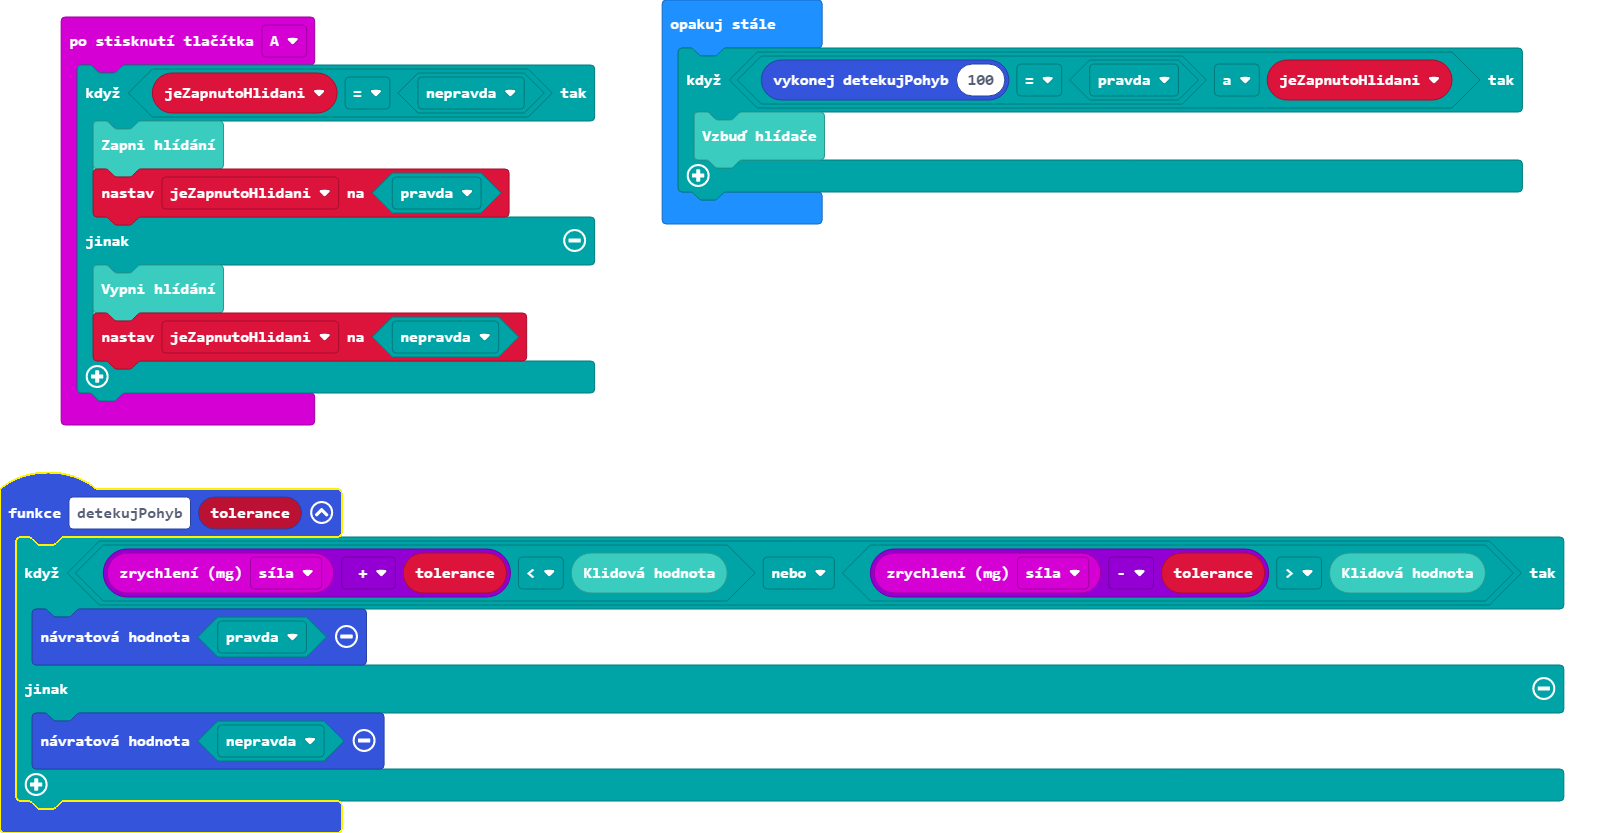 po stisknutí tlačítka A
když jeZapnutoHlidani = nepravda tak
Zapni hlídání
nastav jeZapnutoHlidani na pravda
jinak
Vypni hlídání
nastav jeZapnutoHlidani na nepravda
opakuj stále
když vykonej detekujPohyb 100 = pravda a jeZapnutoHlidani tak
Vzbuď hlídače
funkce detekujPohyb tolerance
když zrychlení (mg) síla + tolerance < Klidová hodnota nebo zrychlení (mg) síla - tolerance > Klidová hodnota tak
návratová hodnota pravda
jinak
návratová hodnota nepravda